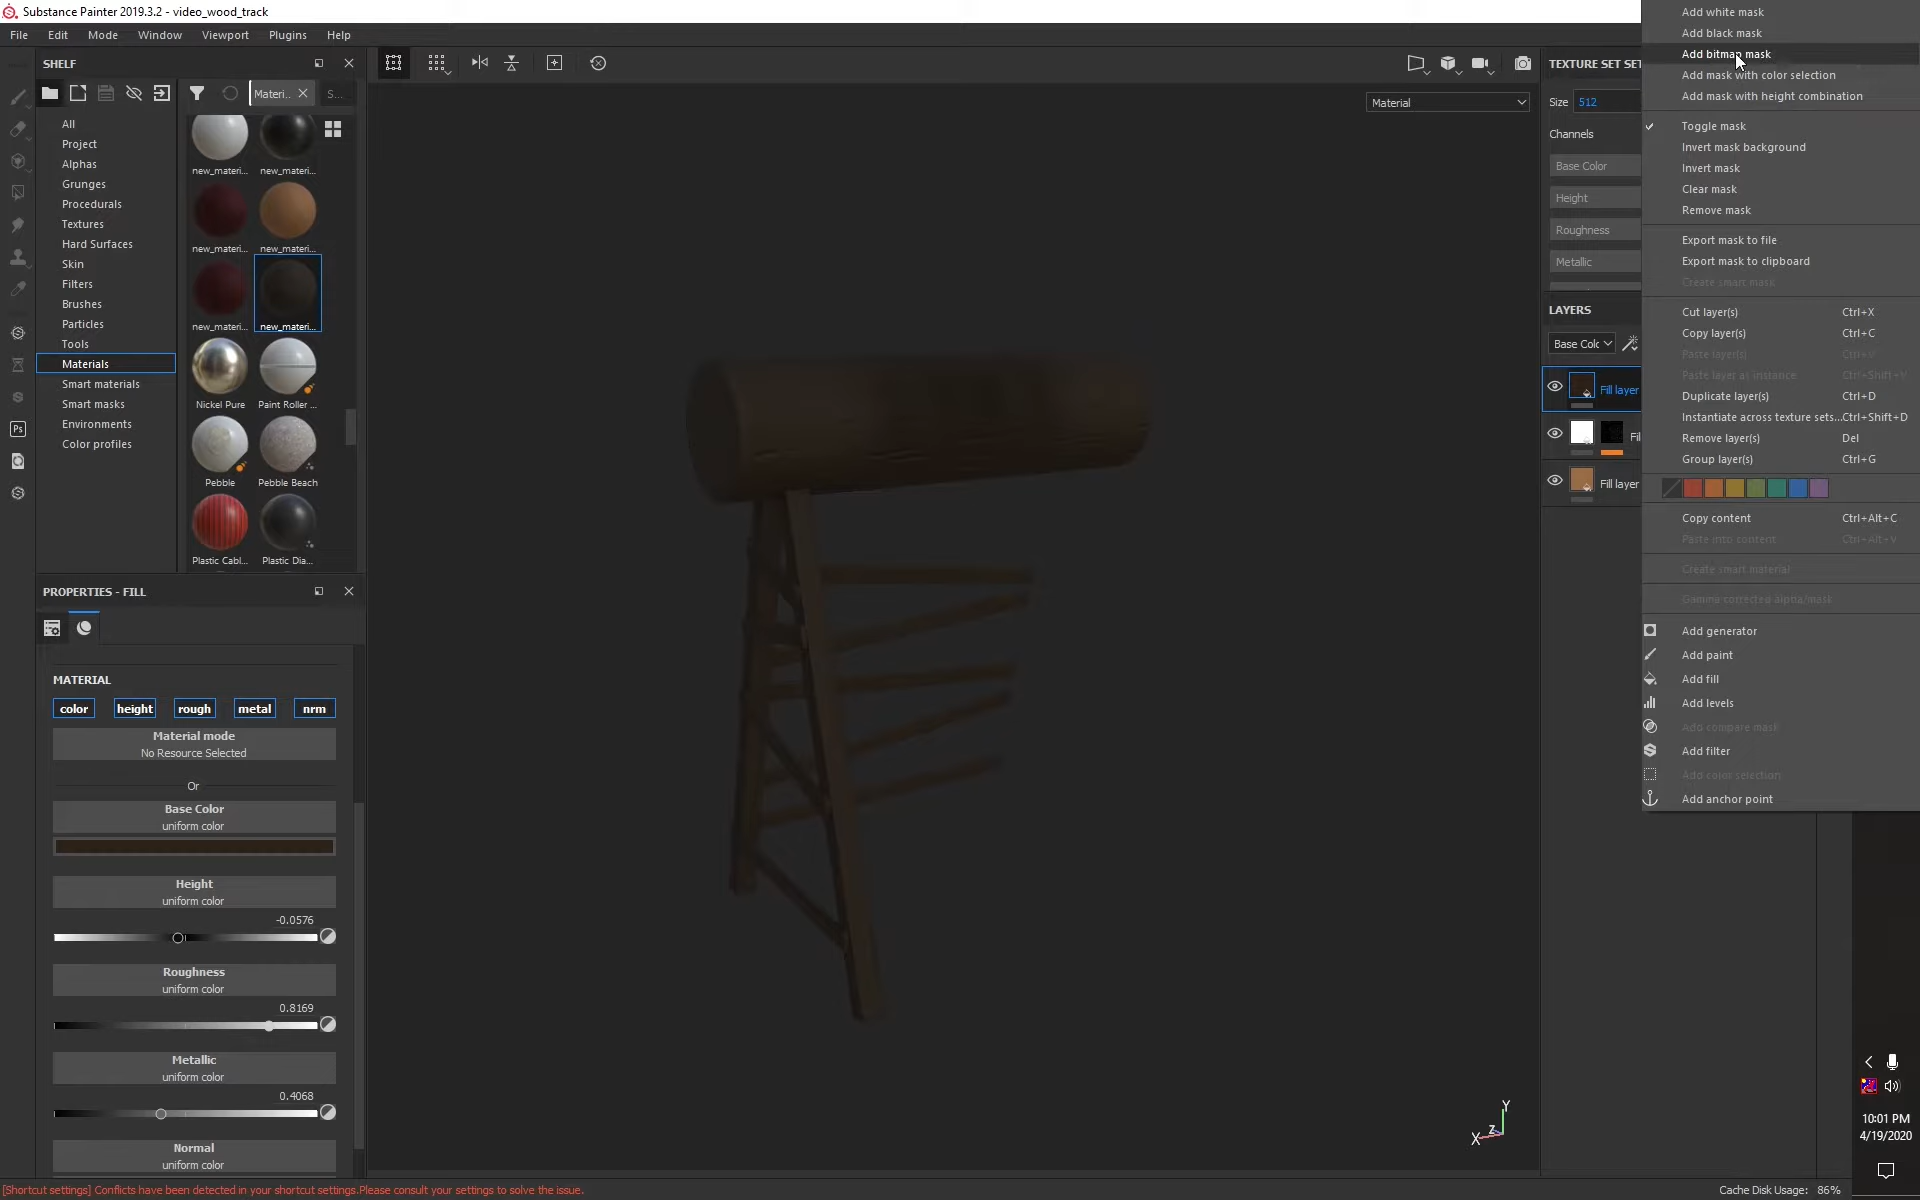 Substance Painter 2019.3.2 - video_wood_track
File Edit Mode Window Viewport Plugins Help
SHELF
Materi...
S...
All
Project
Alphas
Grunges
Procedurals
Textures
Hard Surfaces
Skin
Filters
Brushes
Particles
Tools
Materials
Smart materials
Smart masks
Environments
Color profiles
new_materi... new_materi...
new_materi... new_materi...
new_materi... new_materi...
Nickel Pure Paint Roller ...
Pebble Pebble Beach
Plastic Cabl... Plastic Dia...
PROPERTIES - FILL
MATERIAL
color height rough metal nrm
Material mode
No Resource Selected
Or
Base Color
uniform color
Height
uniform color
-0.0576
Roughness
uniform color
0.8169
Metallic
uniform color
0.4068
Normal
uniform color
[Shortcut settings] Conflicts have been detected in your shortcut settings.Please consult your settings to solve the issue.
Material
Y
Z
X
TEXTURE SET SET
Size 512
Channels
Base Color
Height
Roughness
Metallic
LAYERS
Base Colc
Fill layer
Fil
Fill layer
Add white mask
Add black mask
Add bitmap mask
Add mask with color selection
Add mask with height combination
Toggle mask
Invert mask background
Invert mask
Clear mask
Remove mask
Export mask to file
Export mask to clipboard
Create smart mask
Cut layer(s) Ctrl+X
Copy layer(s) Ctrl+C
Paste layer(s) Ctrl+V
Paste layer as instance Ctrl+Shift+V
Duplicate layer(s) Ctrl+D
Instantiate across texture sets... Ctrl+Shift+D
Remove layer(s) Del
Group layer(s) Ctrl+G
Copy content Ctrl+Alt+C
Paste into content Ctrl+Alt+V
Create smart material
Gamma corrected alpha/mask
Add generator
Add paint
Add fill
Add levels
Add compare mask
Add filter
Add color selection
Add anchor point
Ps
10:01 PM
4/19/2020
Cache Disk Usage: 86%